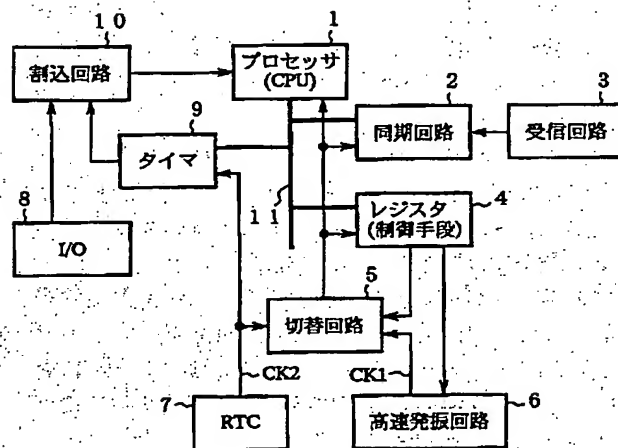 10
割込回路
1
プロセッサ
(CPU)
2
同期回路
3
受信回路
9
タイマ
8
I/O
11
レジスタ
(制御手段)
4
5
切替回路
CK2
CK1
7
RTC
高速発振回路
6